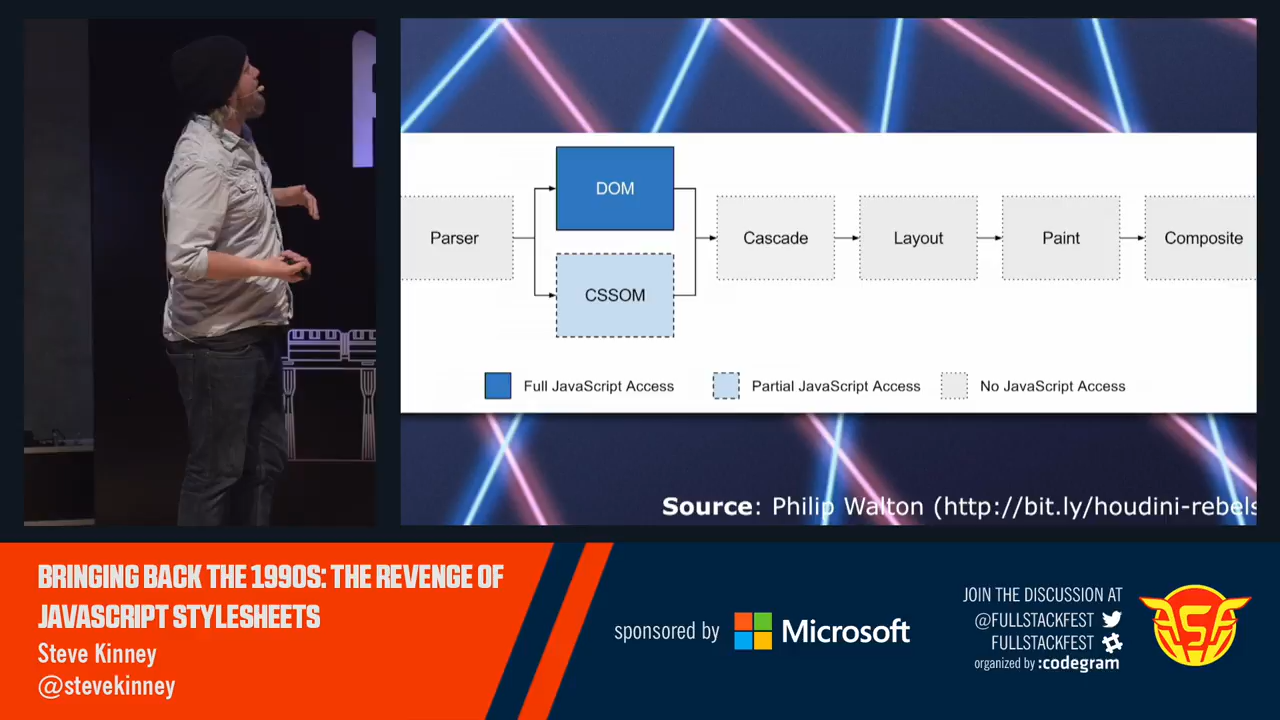 DOM
Parser
Cascade
Layout
Paint
Composite
CSSOM
Full JavaScript Access
Partial JavaScript Access
No JavaScript Access
Source: Philip Walton (http://bit.ly/houdini-rebels
BRINGING BACK THE 1990S: THE REVENGE OF
JAVASCRIPT STYLESHEETS
Steve Kinney
@stevekinney
sponsored by
Microsoft
JOIN THE DISCUSSION AT
@FULLSTACKFEST
FULLSTACKFEST
organized by :codegram
FSF